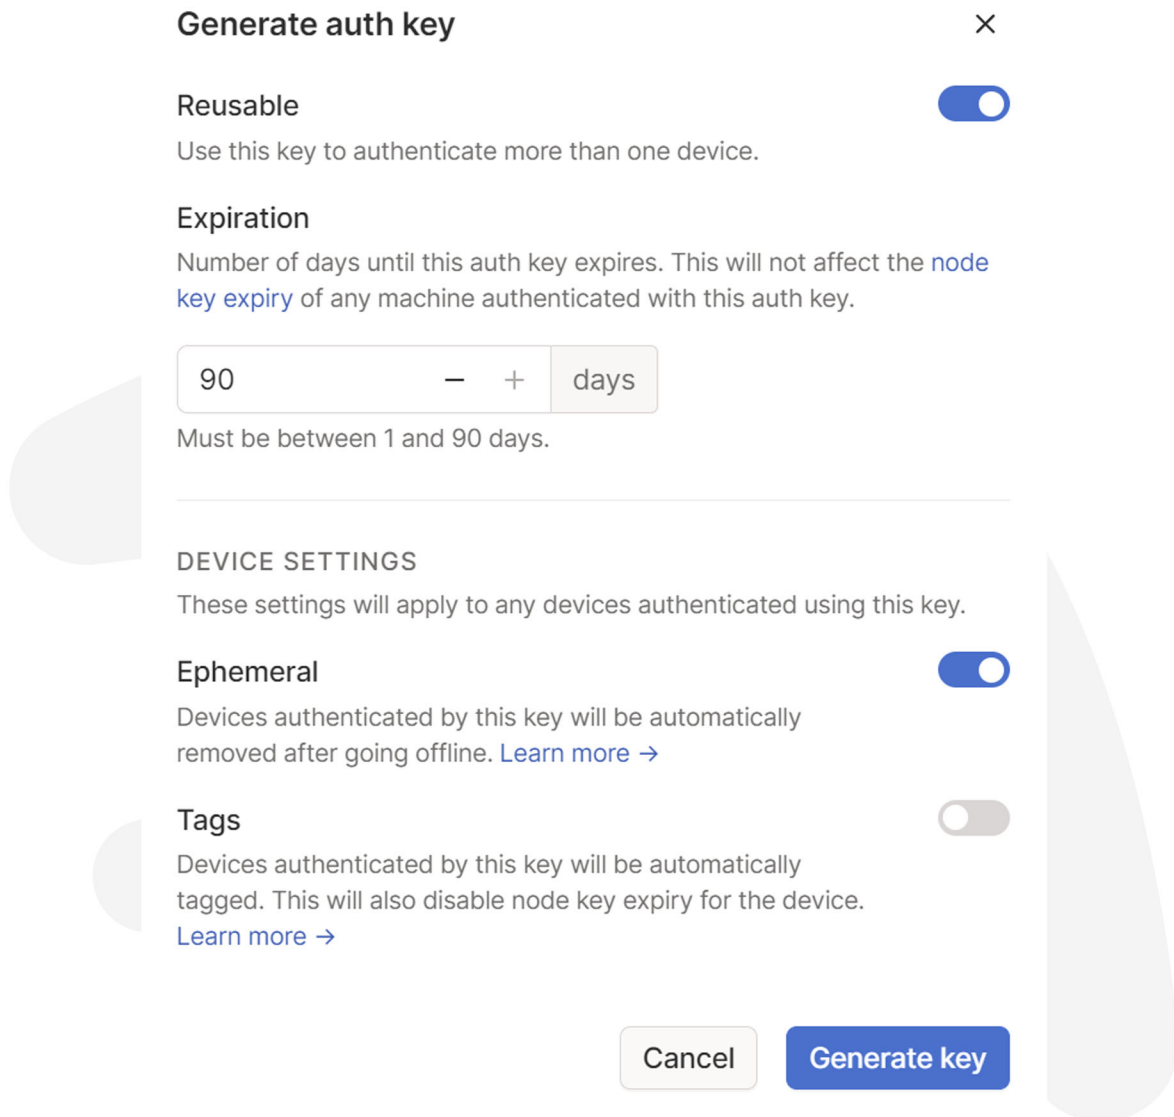 Generate auth key
Reusable
Use this key to authenticate more than one device.
Expiration
Number of days until this auth key expires. This will not affect the node
key expiry of any machine authenticated with this auth key.
90 − + days
Must be between 1 and 90 days.
DEVICE SETTINGS
These settings will apply to any devices authenticated using this key.
Ephemeral
Devices authenticated by this key will be automatically
removed after going offline. Learn more →
Tags
Devices authenticated by this key will be automatically
tagged. This will also disable node key expiry for the device.
Learn more →
Cancel Generate key